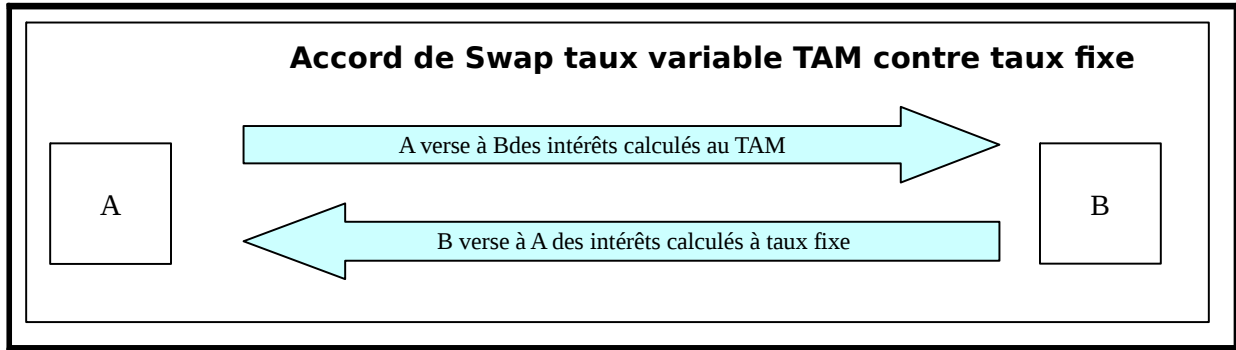 Accord de Swap taux variable TAM contre taux fixe
A verse à Bdes intérêts calculés au TAM
A
B
B verse à A des intérêts calculés à taux fixe